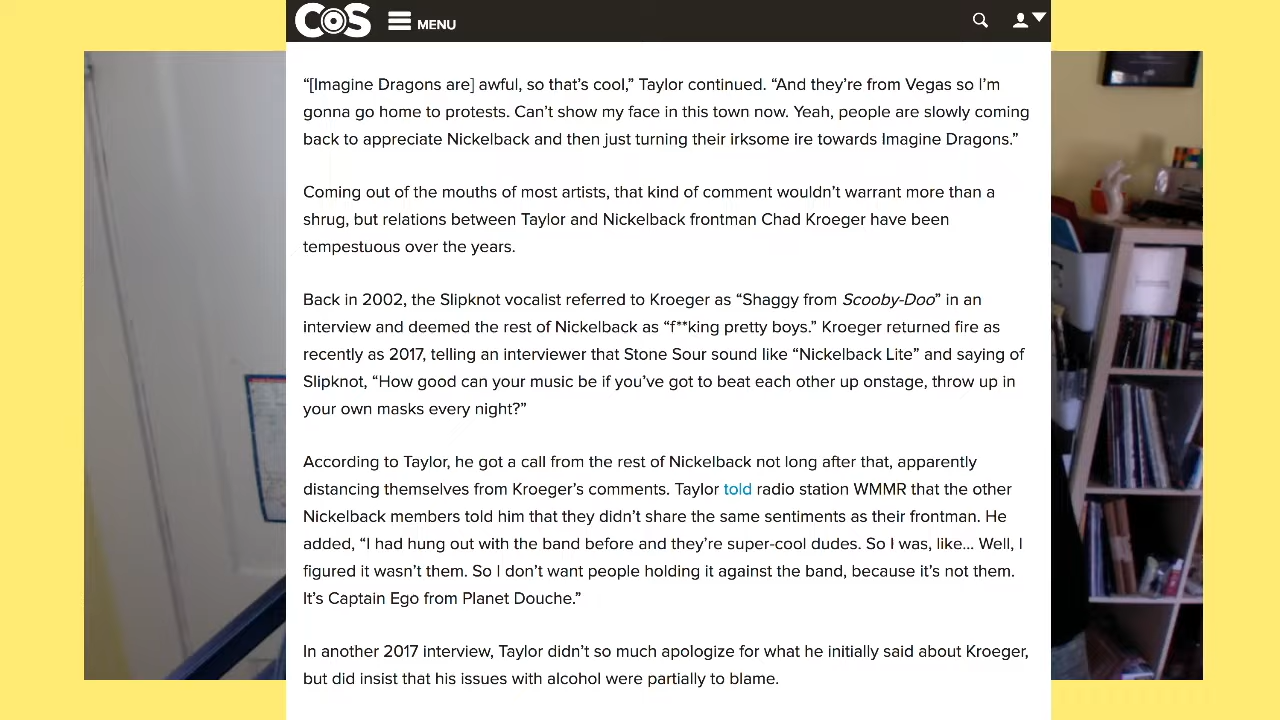 COS MENU
“[Imagine Dragons are] awful, so that’s cool,” Taylor continued. “And they’re from Vegas so I’m
gonna go home to protests. Can’t show my face in this town now. Yeah, people are slowly coming
back to appreciate Nickelback and then just turning their irksome ire towards Imagine Dragons.”
Coming out of the mouths of most artists, that kind of comment wouldn’t warrant more than a
shrug, but relations between Taylor and Nickelback frontman Chad Kroeger have been
tempestuous over the years.
Back in 2002, the Slipknot vocalist referred to Kroeger as “Shaggy from Scooby-Doo” in an
interview and deemed the rest of Nickelback as “f**king pretty boys.” Kroeger returned fire as
recently as 2017, telling an interviewer that Stone Sour sound like “Nickelback Lite” and saying of
Slipknot, “How good can your music be if you’ve got to beat each other up onstage, throw up in
your own masks every night?”
According to Taylor, he got a call from the rest of Nickelback not long after that, apparently
distancing themselves from Kroeger’s comments. Taylor told radio station WMMR that the other
Nickelback members told him that they didn’t share the same sentiments as their frontman. He
added, “I had hung out with the band before and they’re super-cool dudes. So I was, like… Well, I
figured it wasn’t them. So I don’t want people holding it against the band, because it’s not them.
It’s Captain Ego from Planet Douche.”
In another 2017 interview, Taylor didn’t so much apologize for what he initially said about Kroeger,
but did insist that his issues with alcohol were partially to blame.